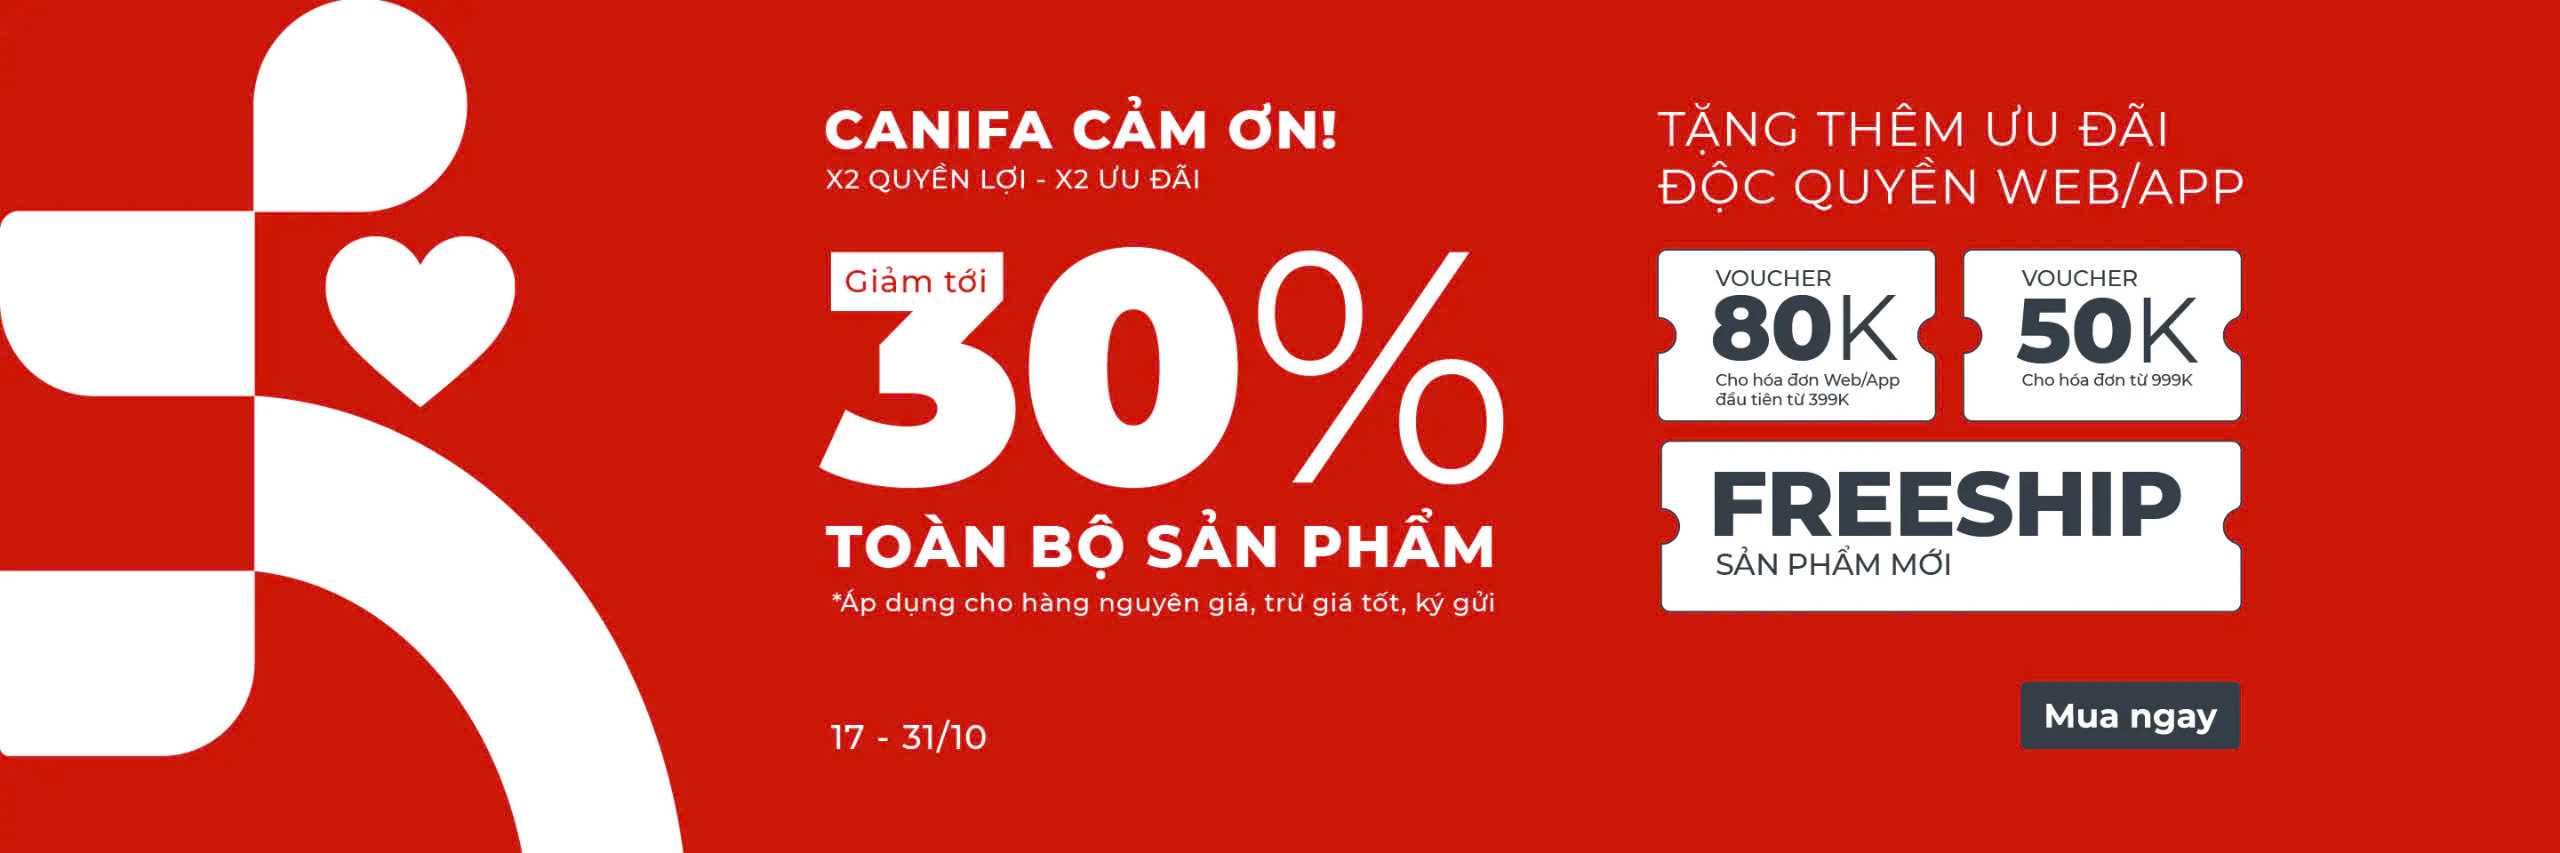 CANIFA CẢM ƠN!
X2 QUYỀN LỢI - X2 ƯU ĐÃI
Giảm tới
30%
TOÀN BỘ SẢN PHẨM
*Áp dụng cho hàng nguyên giá, trừ giá tốt, ký gửi
17 - 31/10
TẶNG THÊM ƯU ĐÃI
ĐỘC QUYỀN WEB/APP
VOUCHER
80K
Cho hóa đơn Web/App
đầu tiên từ 399K
VOUCHER
50K
Cho hóa đơn từ 999K
FREESHIP
SẢN PHẨM MỚI
Mua ngay